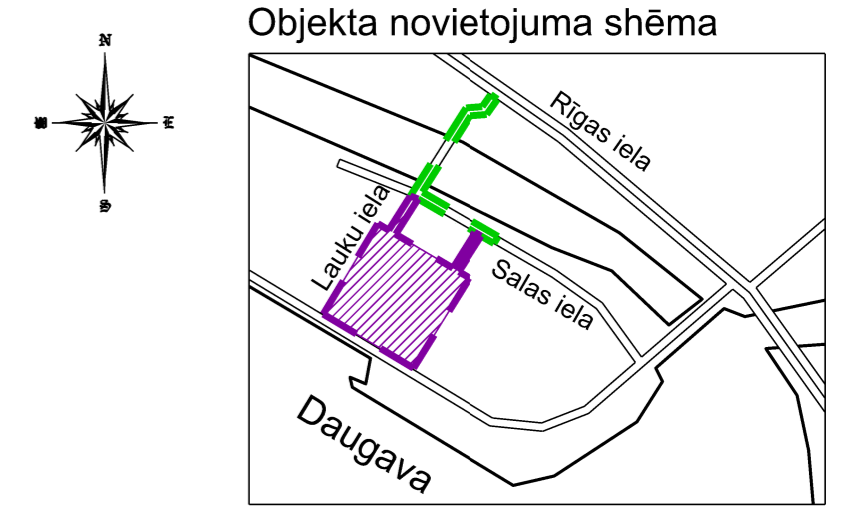 Objekta novietojuma shēma
N
S
Rīgas iela
Lauku iela
Salas iela
Daugava